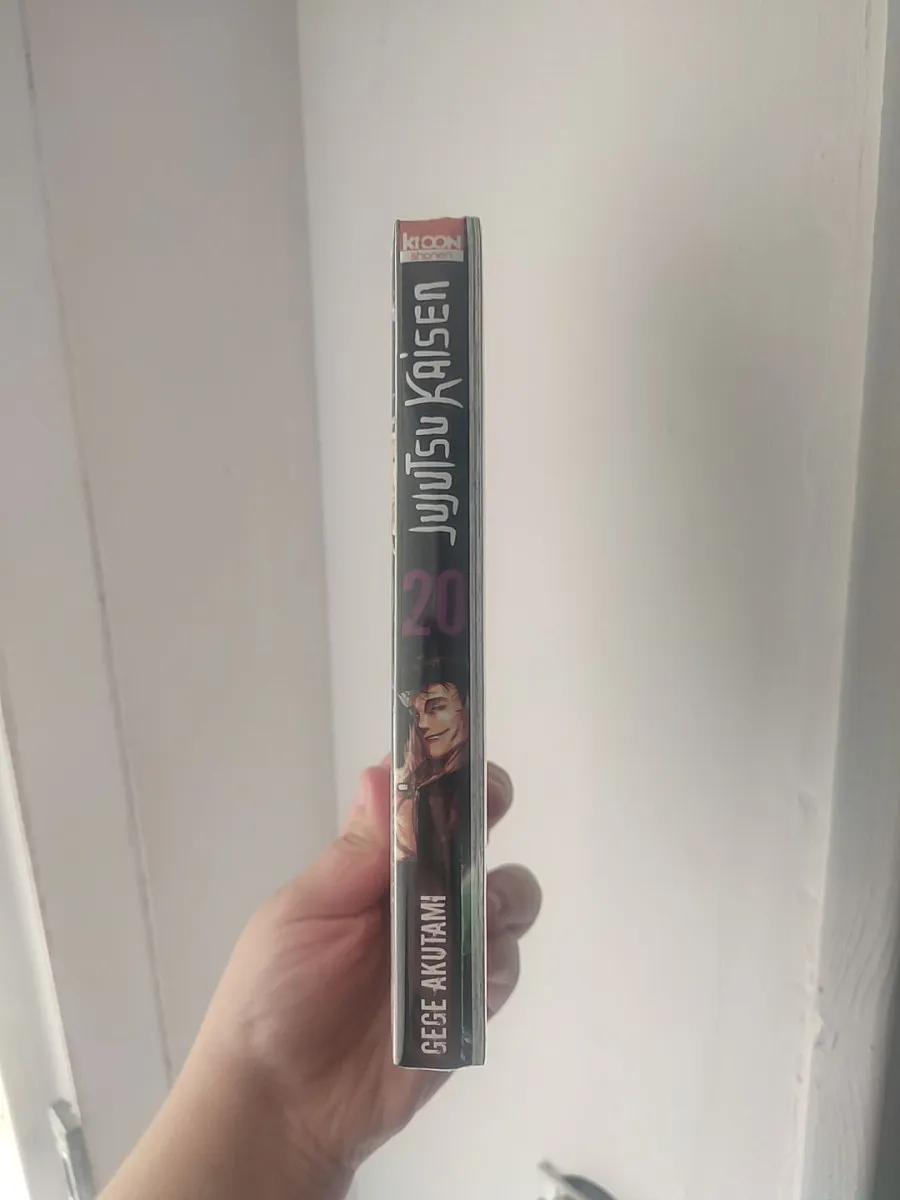 KI OON
shonen
JUJUTSU KAISEN
20
GEGE AKUTAMI